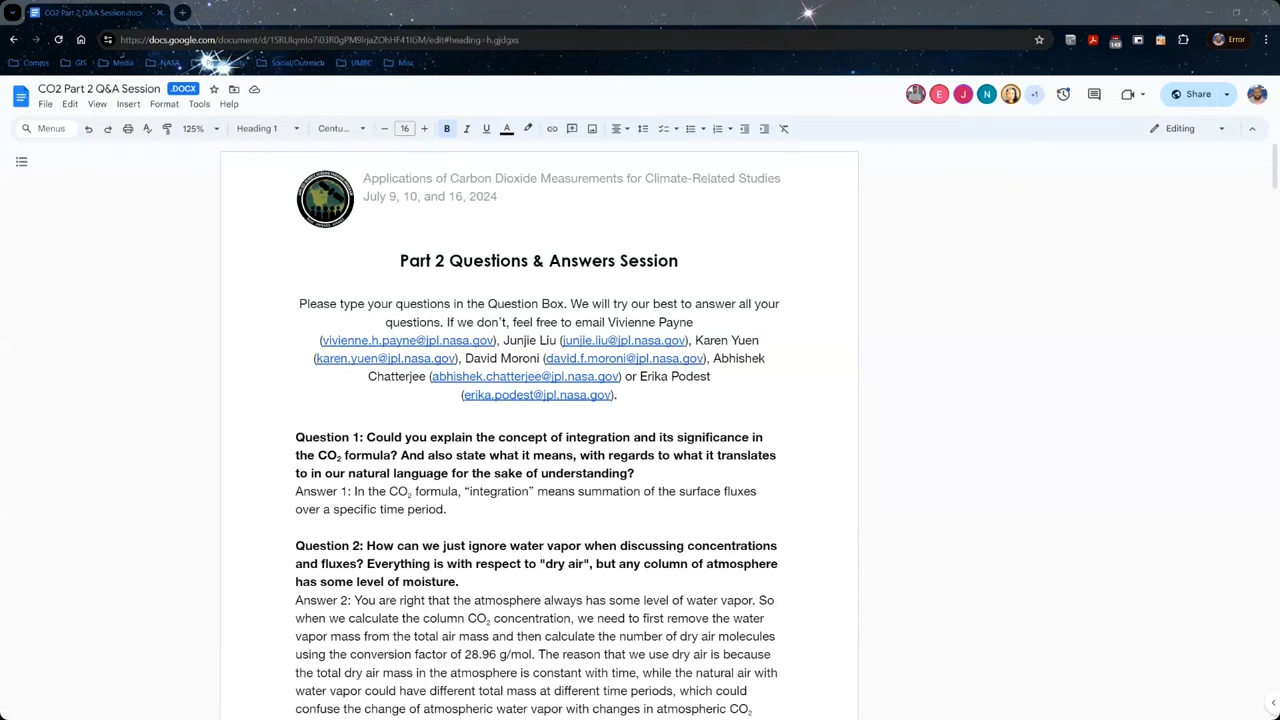 CO2 Part 2 Q&A Session.docx
https://docs.google.com/document/d/
Error
Comps GIS Media NASA Social/Outreach UMBC Misc
CO2 Part 2 Q&A Session .DOCX
File Edit View Insert Format Tools Help
E J N +1 Share
Menus 125% Heading 1 Centu... 16 B I U A Editing
Applications of Carbon Dioxide Measurements for Climate-Related Studies
July 9, 10, and 16, 2024
Part 2 Questions & Answers Session
Please type your questions in the Question Box. We will try our best to answer all your
questions. If we don't, feel free to email Vivienne Payne
(vivienne.h.payne@jpl.nasa.gov), Junjie Liu (junjie.liu@jpl.nasa.gov), Karen Yuen
(karen.yuen@jpl.nasa.gov), David Moroni (david.f.moroni@jpl.nasa.gov), Abhishek
Chatterjee (abhishek.chatterjee@jpl.nasa.gov) or Erika Podest
(erika.podest@jpl.nasa.gov).
Question 1: Could you explain the concept of integration and its significance in
the CO₂ formula? And also state what it means, with regards to what it translates
to in our natural language for the sake of understanding?
Answer 1: In the CO₂ formula, “integration” means summation of the surface fluxes
over a specific time period.
Question 2: How can we just ignore water vapor when discussing concentrations
and fluxes? Everything is with respect to "dry air", but any column of atmosphere
has some level of moisture.
Answer 2: You are right that the atmosphere always has some level of water vapor. So
when we calculate the column CO₂ concentration, we need to first remove the water
vapor mass from the total air mass and then calculate the number of dry air molecules
using the conversion factor of 28.96 g/mol. The reason that we use dry air is because
the total dry air mass in the atmosphere is constant with time, while the natural air with
water vapor could have different total mass at different time periods, which could
confuse the change of atmospheric water vapor with changes in atmospheric CO₂